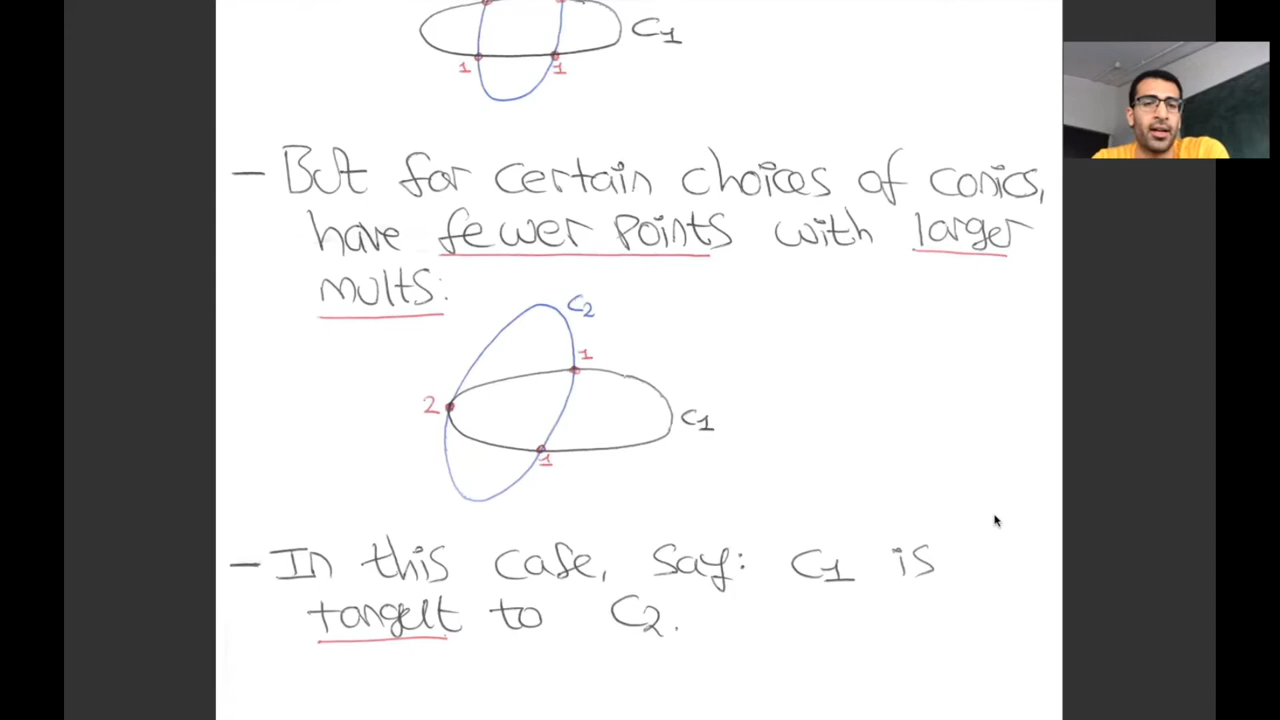 C1
1 1
- But for certain choices of conics,
have fewer points with larger
mults:
C2
1
2
C1
1
- In this case, say: C1 is
tangent to C2.